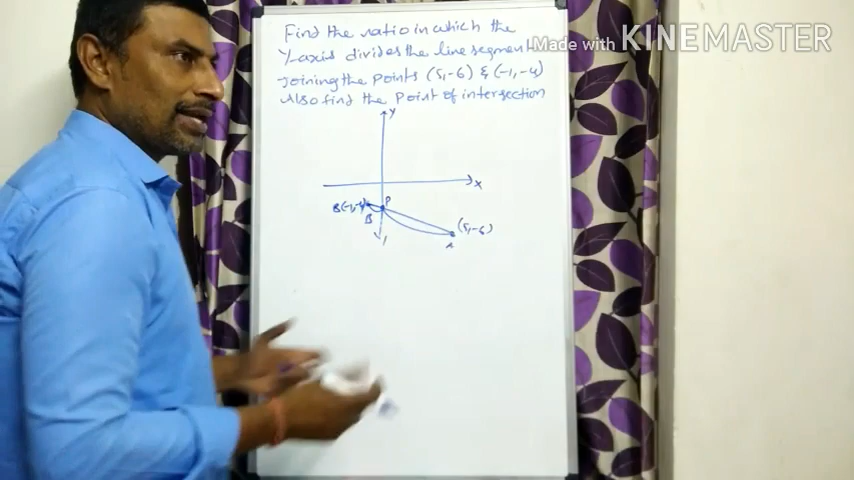 Find the ratio in which the
Y-axis divides the line segment
Made with KINEMASTER
Joining the points (5,-6) & (-1,-4)
Also find the point of intersection
Y
X
B(-1,-4)
P
B
(5,-6)
A